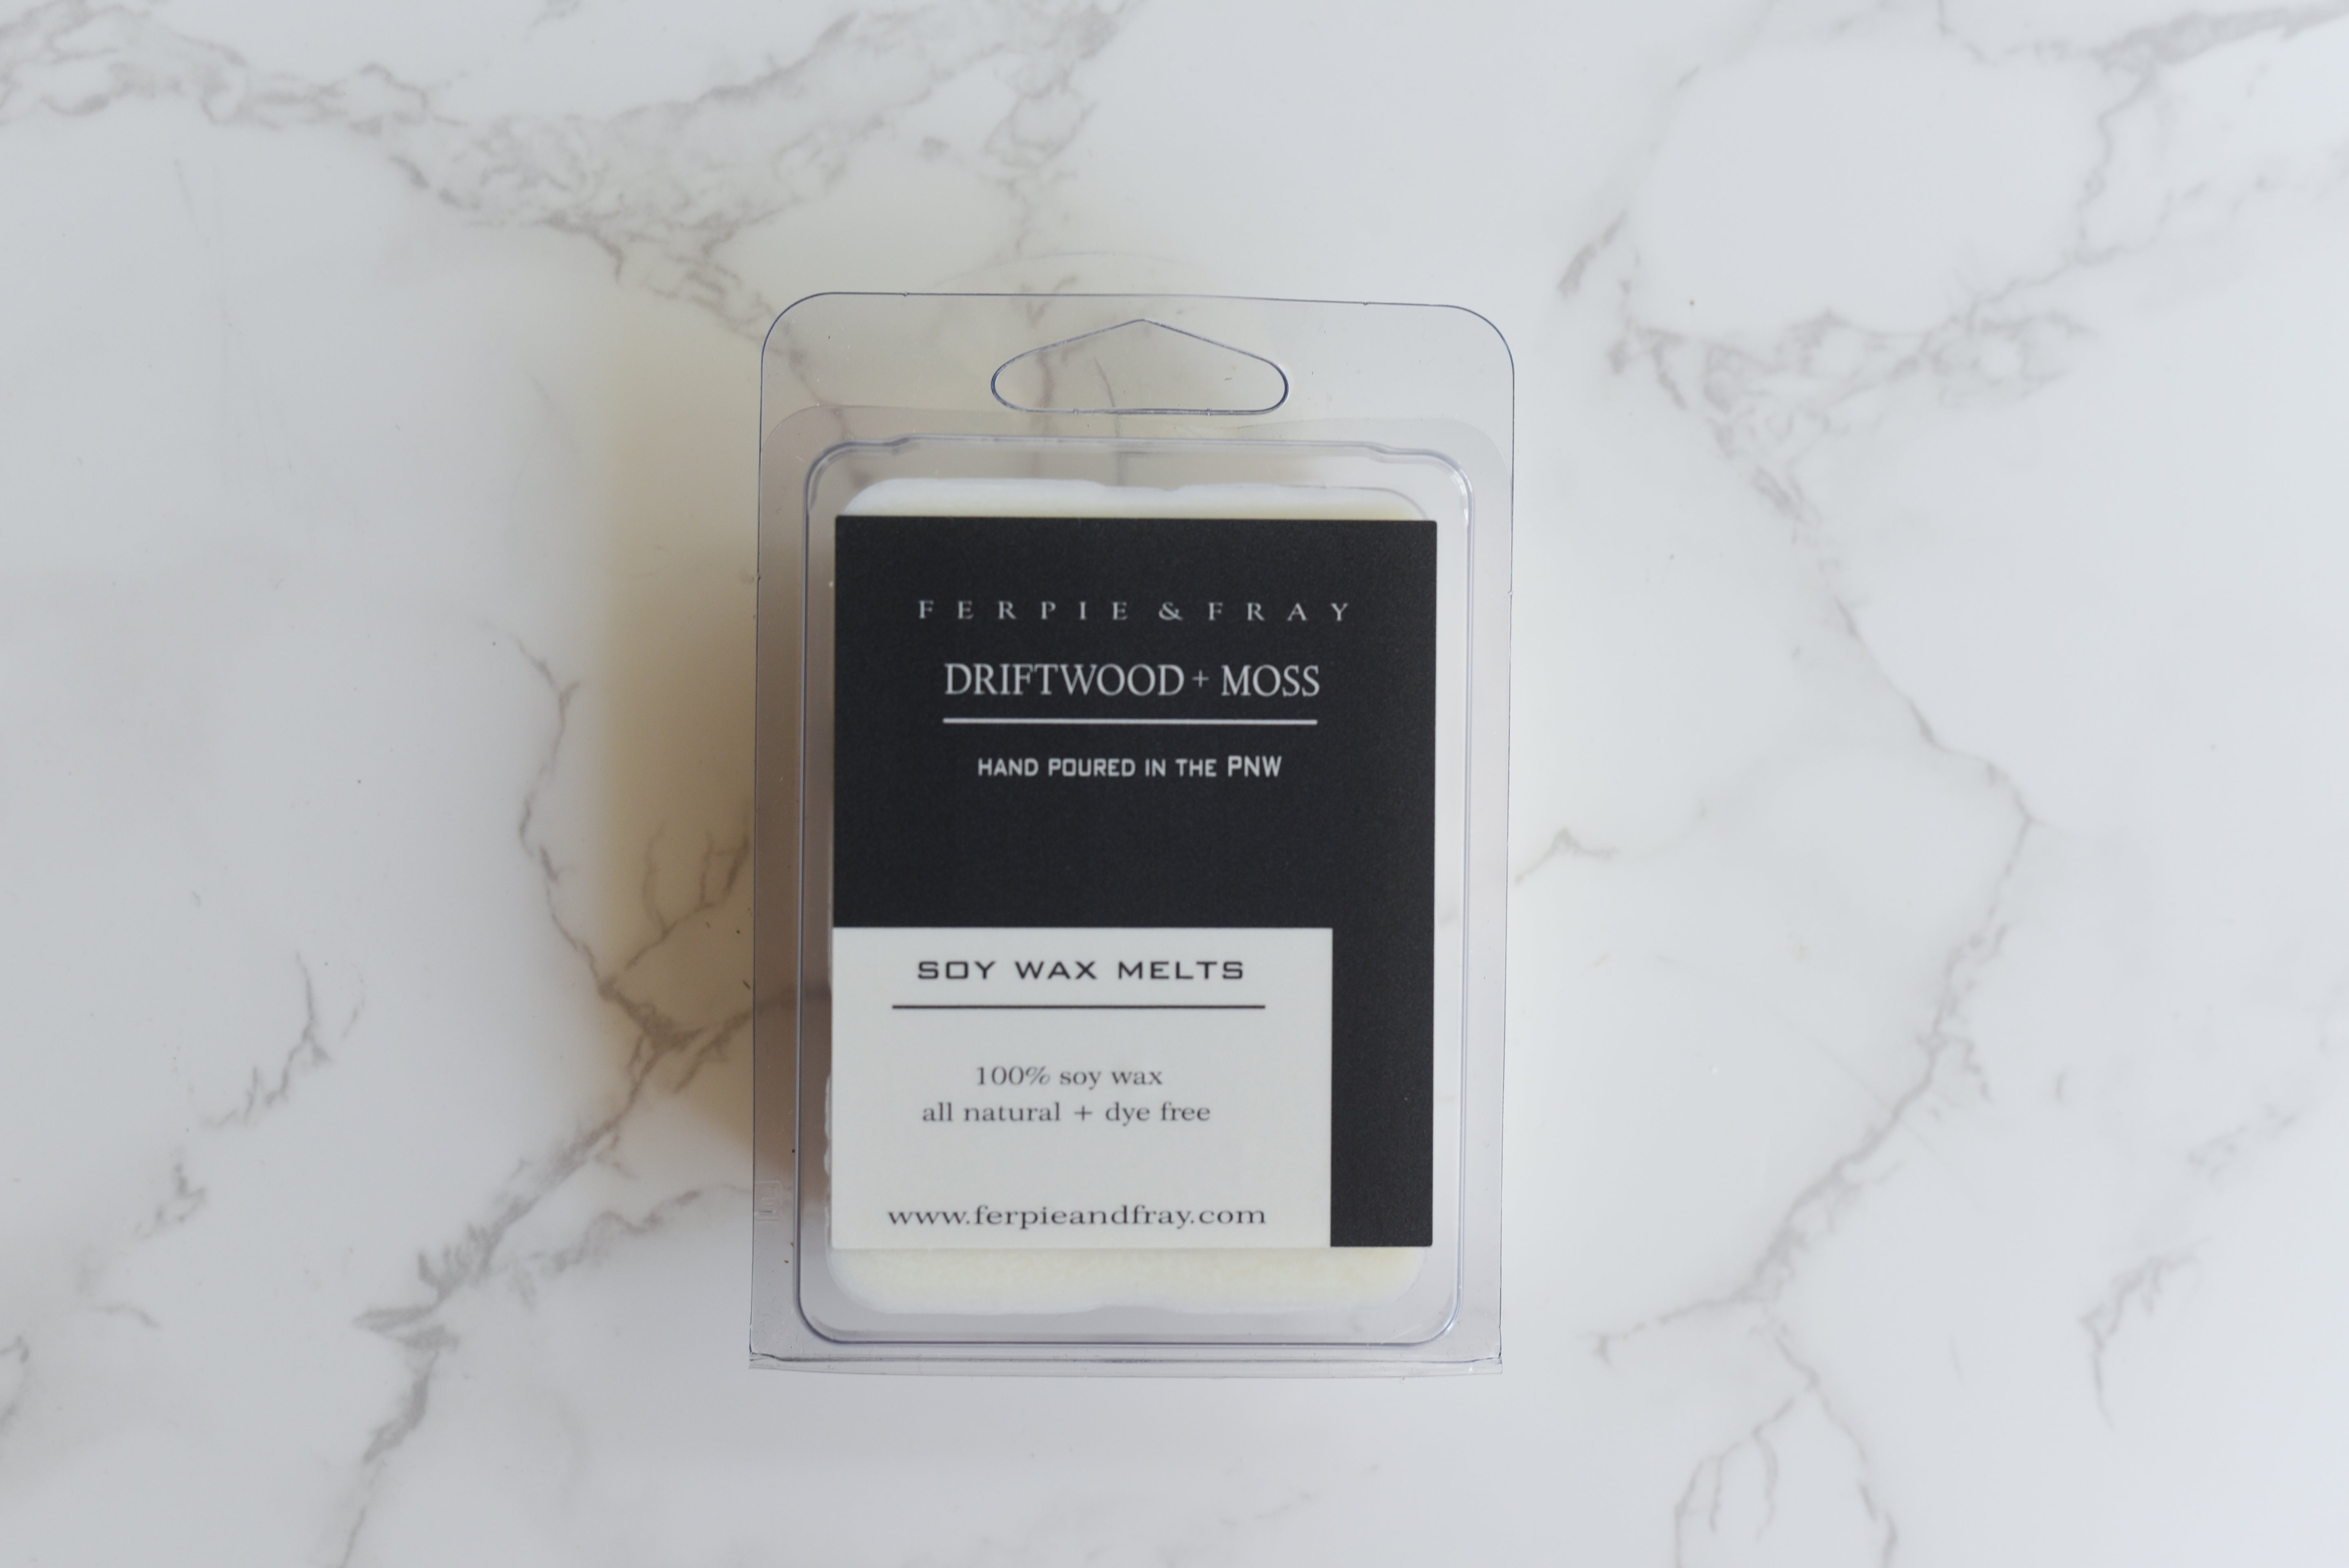 FERPIE & FRAY
DRIFTWOOD + MOSS
HAND POURED IN THE PNW
SOY WAX MELTS
100% soy wax
all natural + dye free
www.ferpieandfray.com